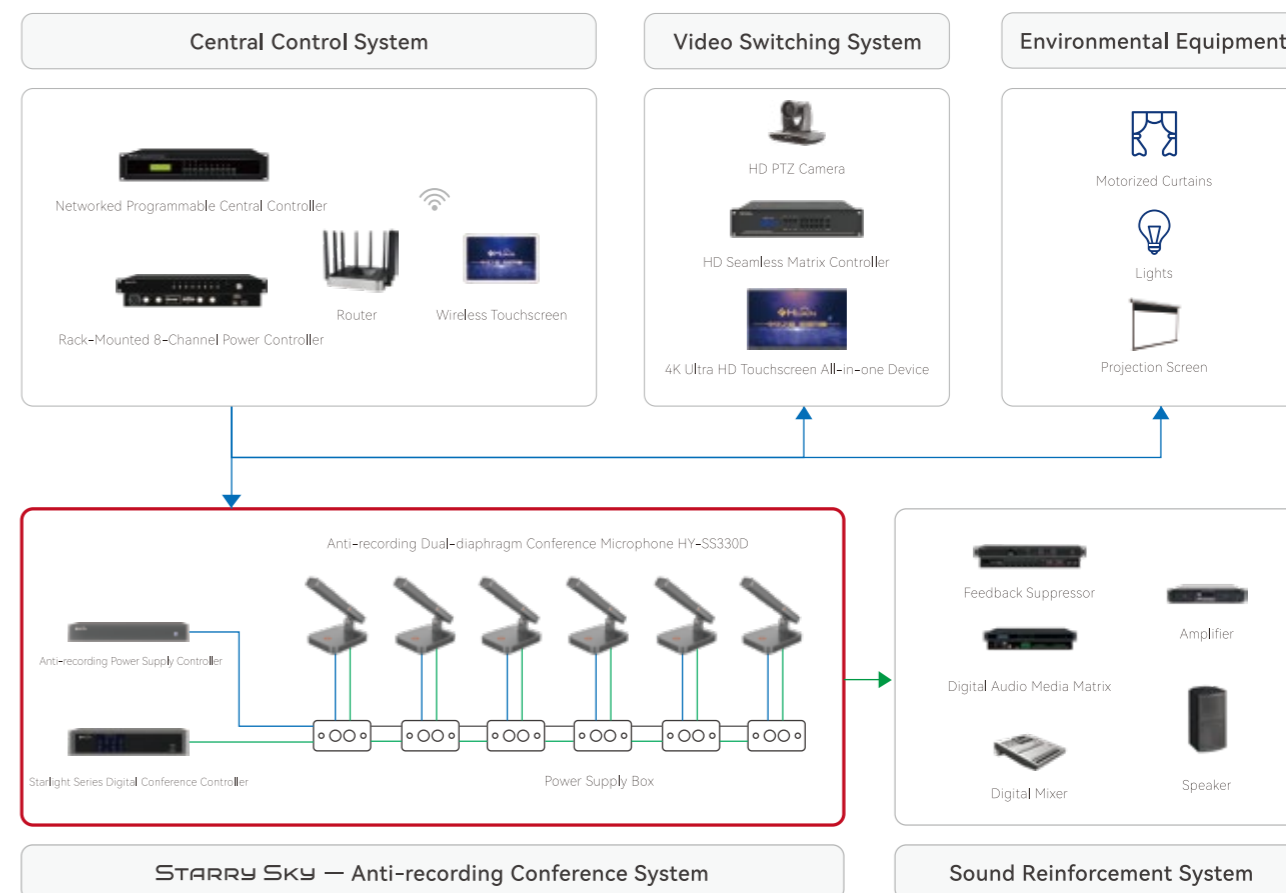 Central Control System
Video Switching System
Environmental Equipment
Networked Programmable Central Controller
Rack-Mounted 8-Channel Power Controller
Router
Wireless Touchscreen
HD PTZ Camera
HD Seamless Matrix Controller
4K Ultra HD Touchscreen All-in-one Device
Motorized Curtains
Lights
Projection Screen
Anti-recording Dual-diaphragm Conference Microphone HY-SS330D
Anti-recording Power Supply Controller
Starlight Series Digital Conference Controller
Power Supply Box
Feedback Suppressor
Amplifier
Digital Audio Media Matrix
Digital Mixer
Speaker
STARRY SKY — Anti-recording Conference System
Sound Reinforcement System